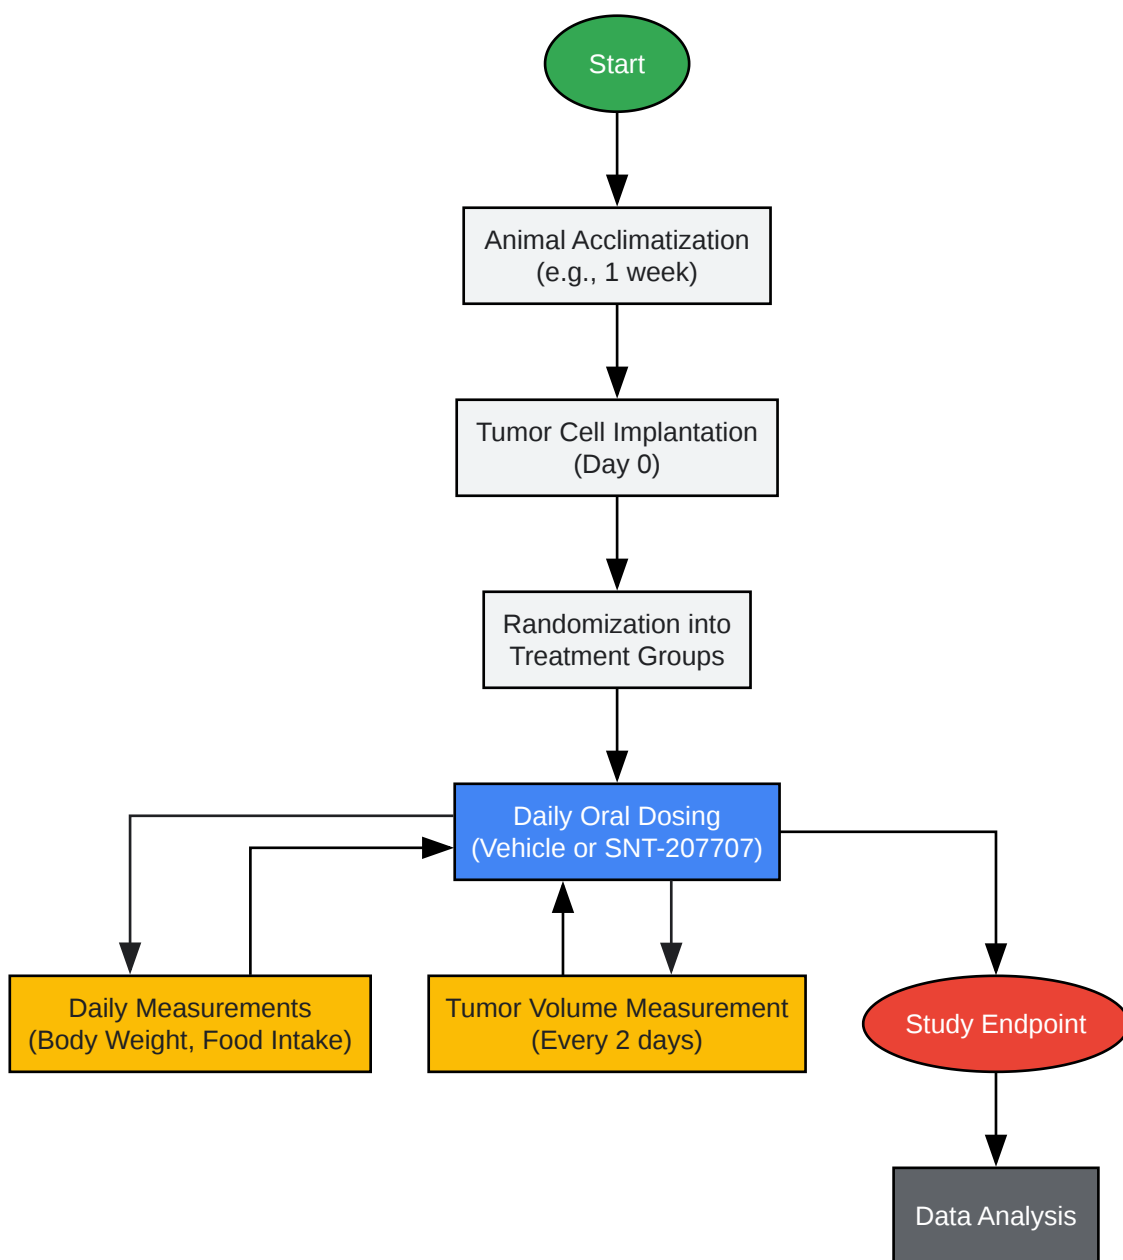 Start
Animal Acclimatization
(e.g., 1 week)
Tumor Cell Implantation
(Day 0)
Randomization into
Treatment Groups
Daily Oral Dosing
(Vehicle or SNT-207707)
Daily Measurements
(Body Weight, Food Intake)
Tumor Volume Measurement
(Every 2 days)
Study Endpoint
Data Analysis